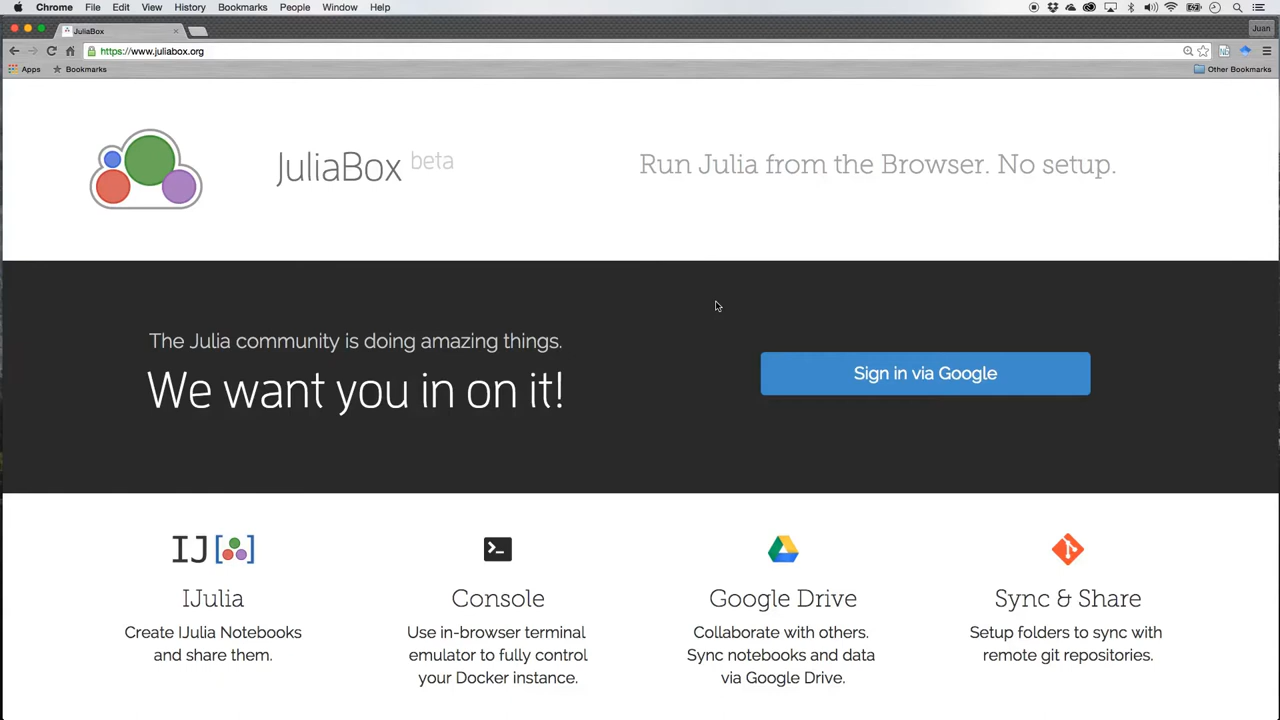 Chrome File Edit View History Bookmarks People Window Help
JuliaBox
Juan
https://www.juliabox.org
Apps Bookmarks Other Bookmarks
JuliaBox beta
Run Julia from the Browser. No setup.
The Julia community is doing amazing things.
We want you in on it!
Sign in via Google
IJ
IJulia
Create IJulia Notebooks
and share them.
Console
Use in-browser terminal
emulator to fully control
your Docker instance.
Google Drive
Collaborate with others.
Sync notebooks and data
via Google Drive.
Sync & Share
Setup folders to sync with
remote git repositories.